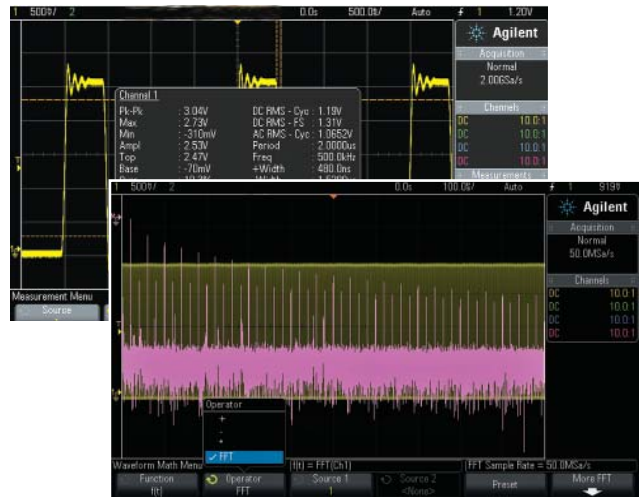 1 500V/ 2 0.0s 500.0s/ Auto 1 1.20V
Agilent
Acquisition
Normal
2.00GSa/s
Channels
DC 10.0:1
DC 10.0:1
DC 10.0:1
DC 10.0:1
Measurements
Channel 1
Pk-Pk : 3.04V DC RMS - Cyc : 1.19V
Max : 2.73V DC RMS - FS : 1.31V
Min : -310mV AC RMS - Cyc : 1.0652V
Ampl : 2.53V Period : 2.0000us
Top : 2.47V Freq : 500.0kHz
Base : -70mV +Width : 480.0ns
Measurement Menu
Source
1 500V/ 2 0.0s 100.0s/ Auto 1 919V
Agilent
Acquisition
Normal
50.0MSa/s
Channels
DC 10.0:1
DC 10.0:1
DC 10.0:1
DC 10.0:1
Operator
+
-
FFT
Waveform Math Menu f(t) = FFT(Ch1) FFT Sample Rate = 50.0MSa/s
Function Operator Source 1 Source 2 Preset More FFT
f(t) FFT 1 <None>